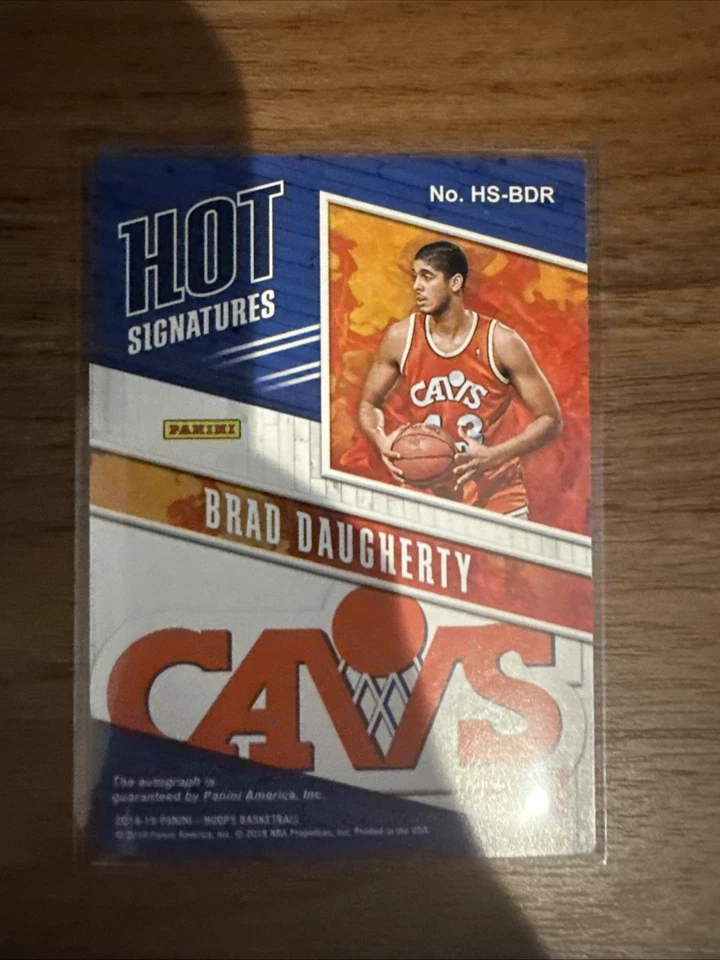 No. HS-BDR
HOT
SIGNATURES
CAVS
43
PANINI
BRAD DAUGHERTY
CAVS
The autograph is
guaranteed by Panini America, Inc.
2018-19 PANINI - HOOPS BASKETBALL
© 2018 Panini America, Inc. © 2018 NBA Properties, Inc. Printed in the USA.